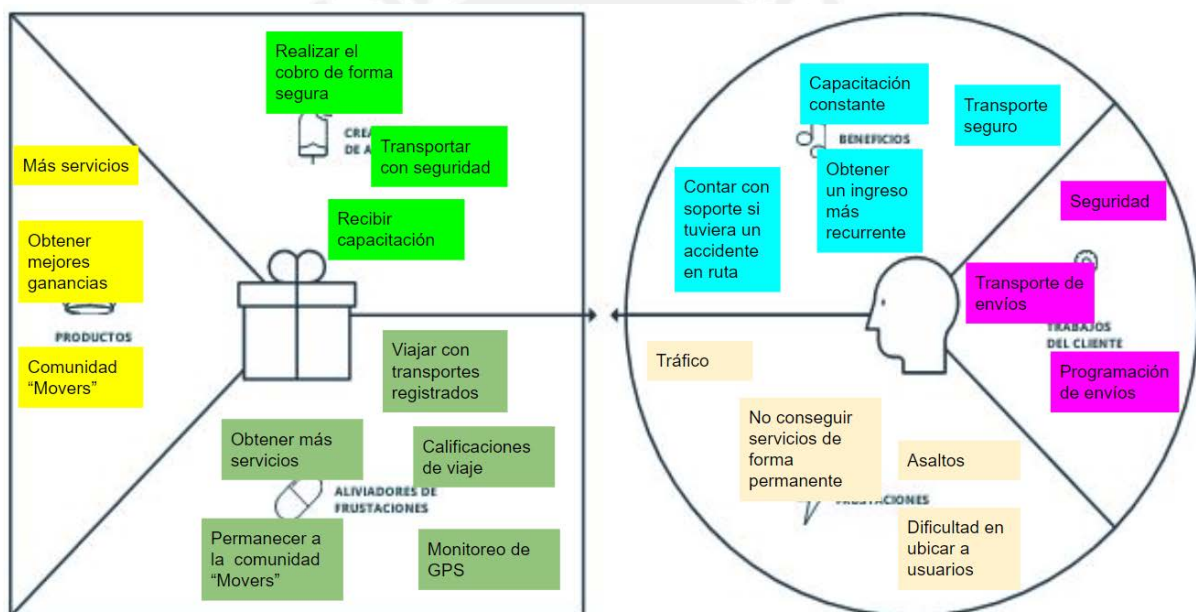 Realizar el
cobro de forma
segura
CREA
DE A
Transportar
con seguridad
Recibir
capacitación
Más servicios
Obtener
mejores
ganancias
PRODUCTOS
Comunidad
“Movers”
Viajar con
transportes
registrados
Obtener más
servicios
Calificaciones
de viaje
ALIVIADORES DE
FRUSTACIONES
Permanecer a
la comunidad
“Movers”
Monitoreo de
GPS
Capacitación
constante
BENEFICIOS
Transporte
seguro
Contar con
soporte si
tuviera un
accidente
en ruta
Obtener
un ingreso
más
recurrente
Seguridad
Transporte de
envíos
TRABAJOS
DEL CLIENTE
Programación
de envíos
Tráfico
No conseguir
servicios de
forma
permanente
Asaltos
FRUSTACIONES
Dificultad en
ubicar a
usuarios